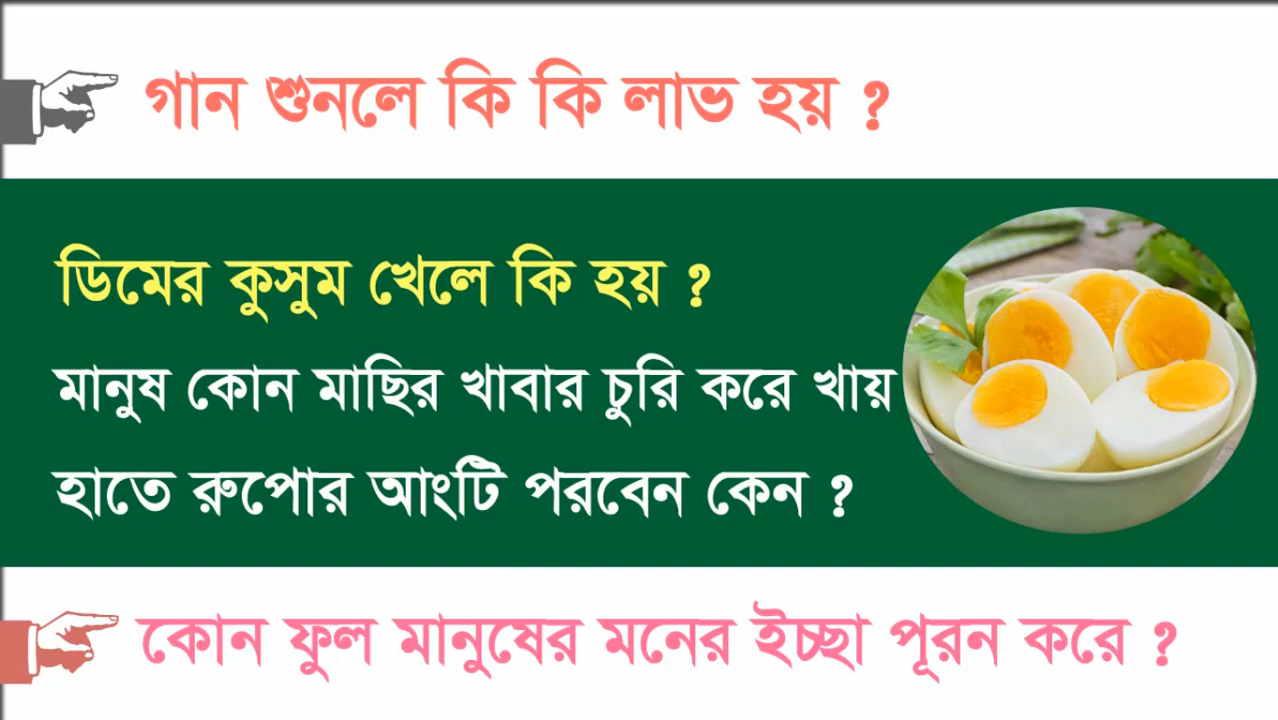 গান শুনলে কি কি লাভ হয় ?
ডিমের কুসুম খেলে কি হয় ?
মানুষ কোন মাছির খাবার চুরি করে খায়
হাতে রুপোর আংটি পরবেন কেন ?
কোন ফুল মানুষের মনের ইচ্ছা পূরন করে ?